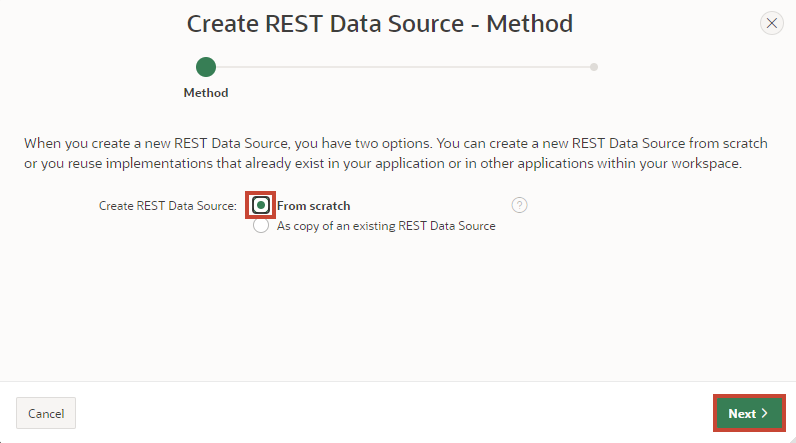 Create REST Data Source - Method
Method
When you create a new REST Data Source, you have two options. You can create a new REST Data Source from scratch
or you reuse implementations that already exist in your application or in other applications within your workspace.
Create REST Data Source:
From scratch
?
As copy of an existing REST Data Source
Cancel
Next